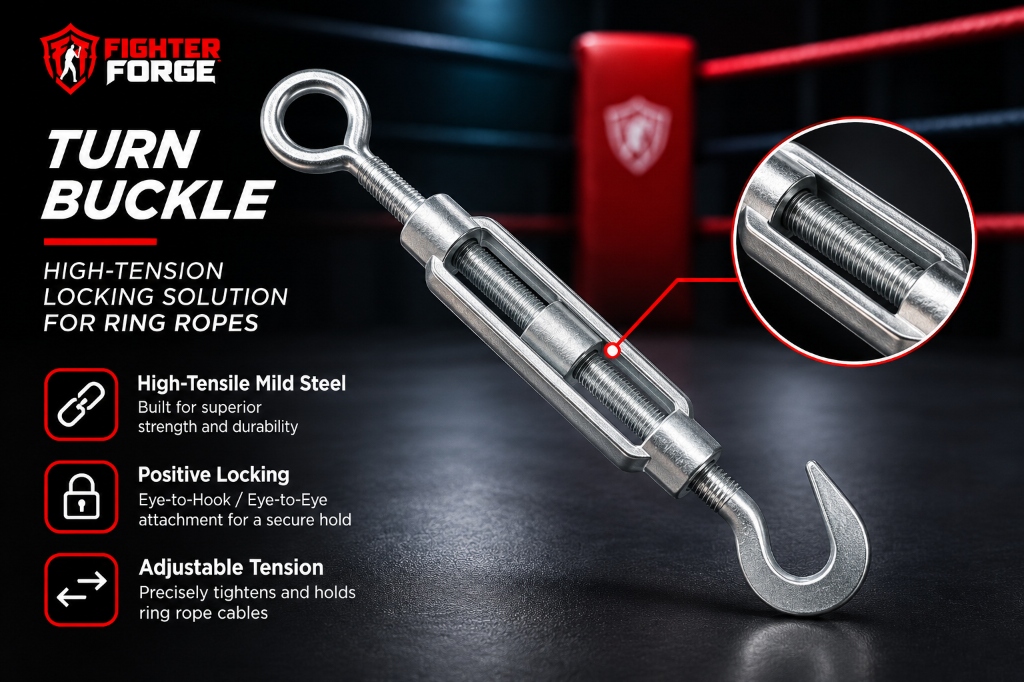 FIGHTER
FORGE
TURN
BUCKLE
HIGH-TENSION
LOCKING SOLUTION
FOR RING ROPES
High-Tensile Mild Steel
Built for superior
strength and durability
Positive Locking
Eye-to-Hook / Eye-to-Eye
attachment for a secure hold
Adjustable Tension
Precisely tightens and holds
ring rope cables